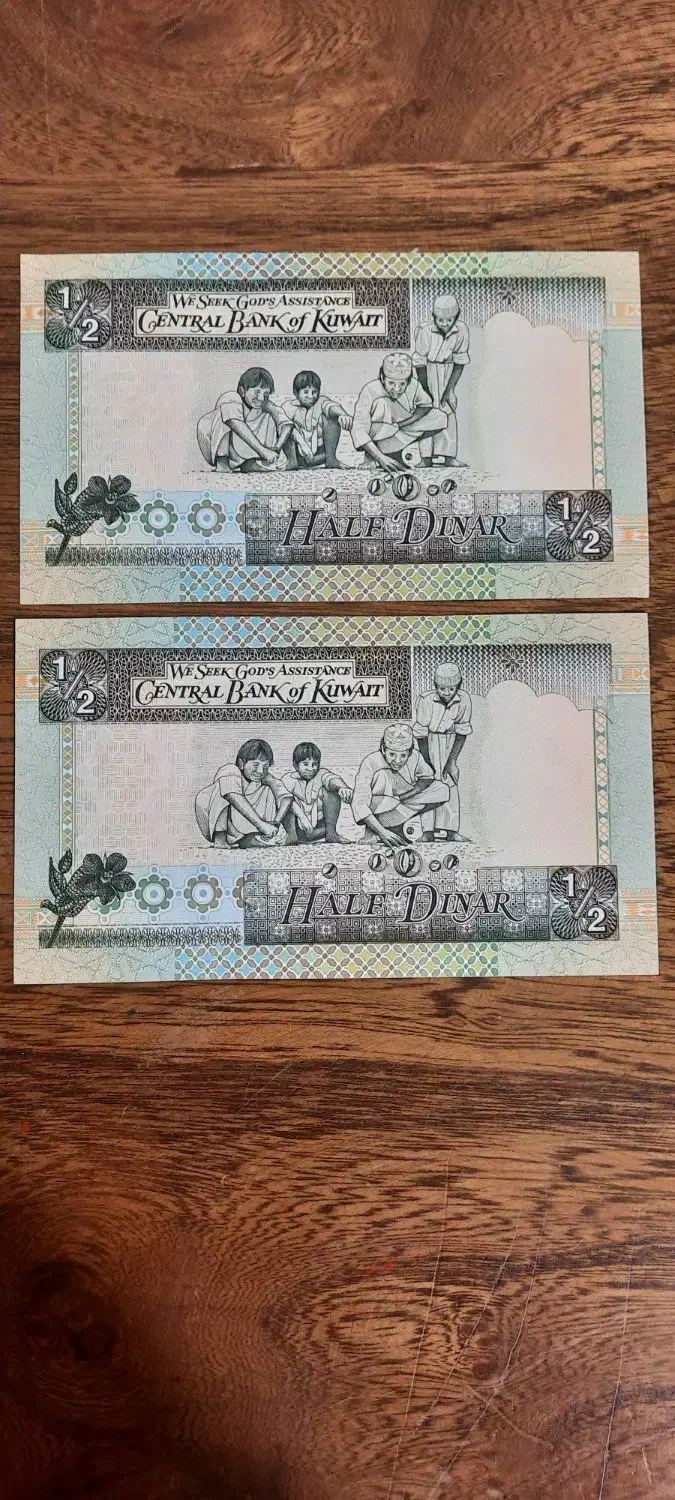 1/2
WE SEEK GOD'S ASSISTANCE
CENTRAL BANK of KUWAIT
HALF DINAR
1/2
1/2
WE SEEK GOD'S ASSISTANCE
CENTRAL BANK of KUWAIT
HALF DINAR
1/2